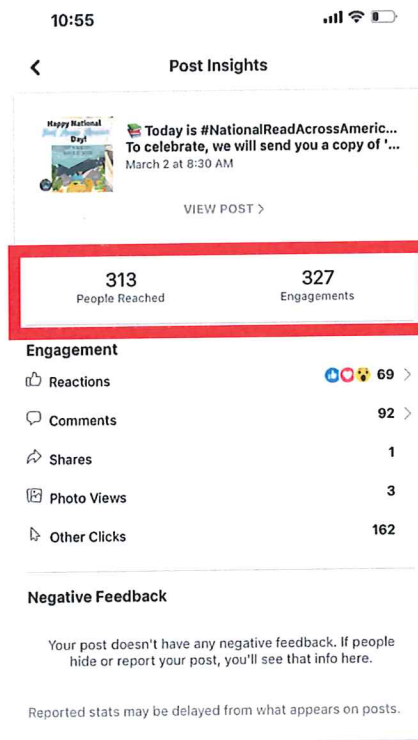 10:55
Post Insights
Happy National
Day!
📚 Today is #NationalReadAcrossAmeric...
To celebrate, we will send you a copy of '...
March 2 at 8:30 AM
VIEW POST >
313 327
People Reached Engagements
Engagement
Reactions 69 >
Comments 92 >
Shares 1
Photo Views 3
Other Clicks 162
Negative Feedback
Your post doesn't have any negative feedback. If people
hide or report your post, you'll see that info here.
Reported stats may be delayed from what appears on posts.